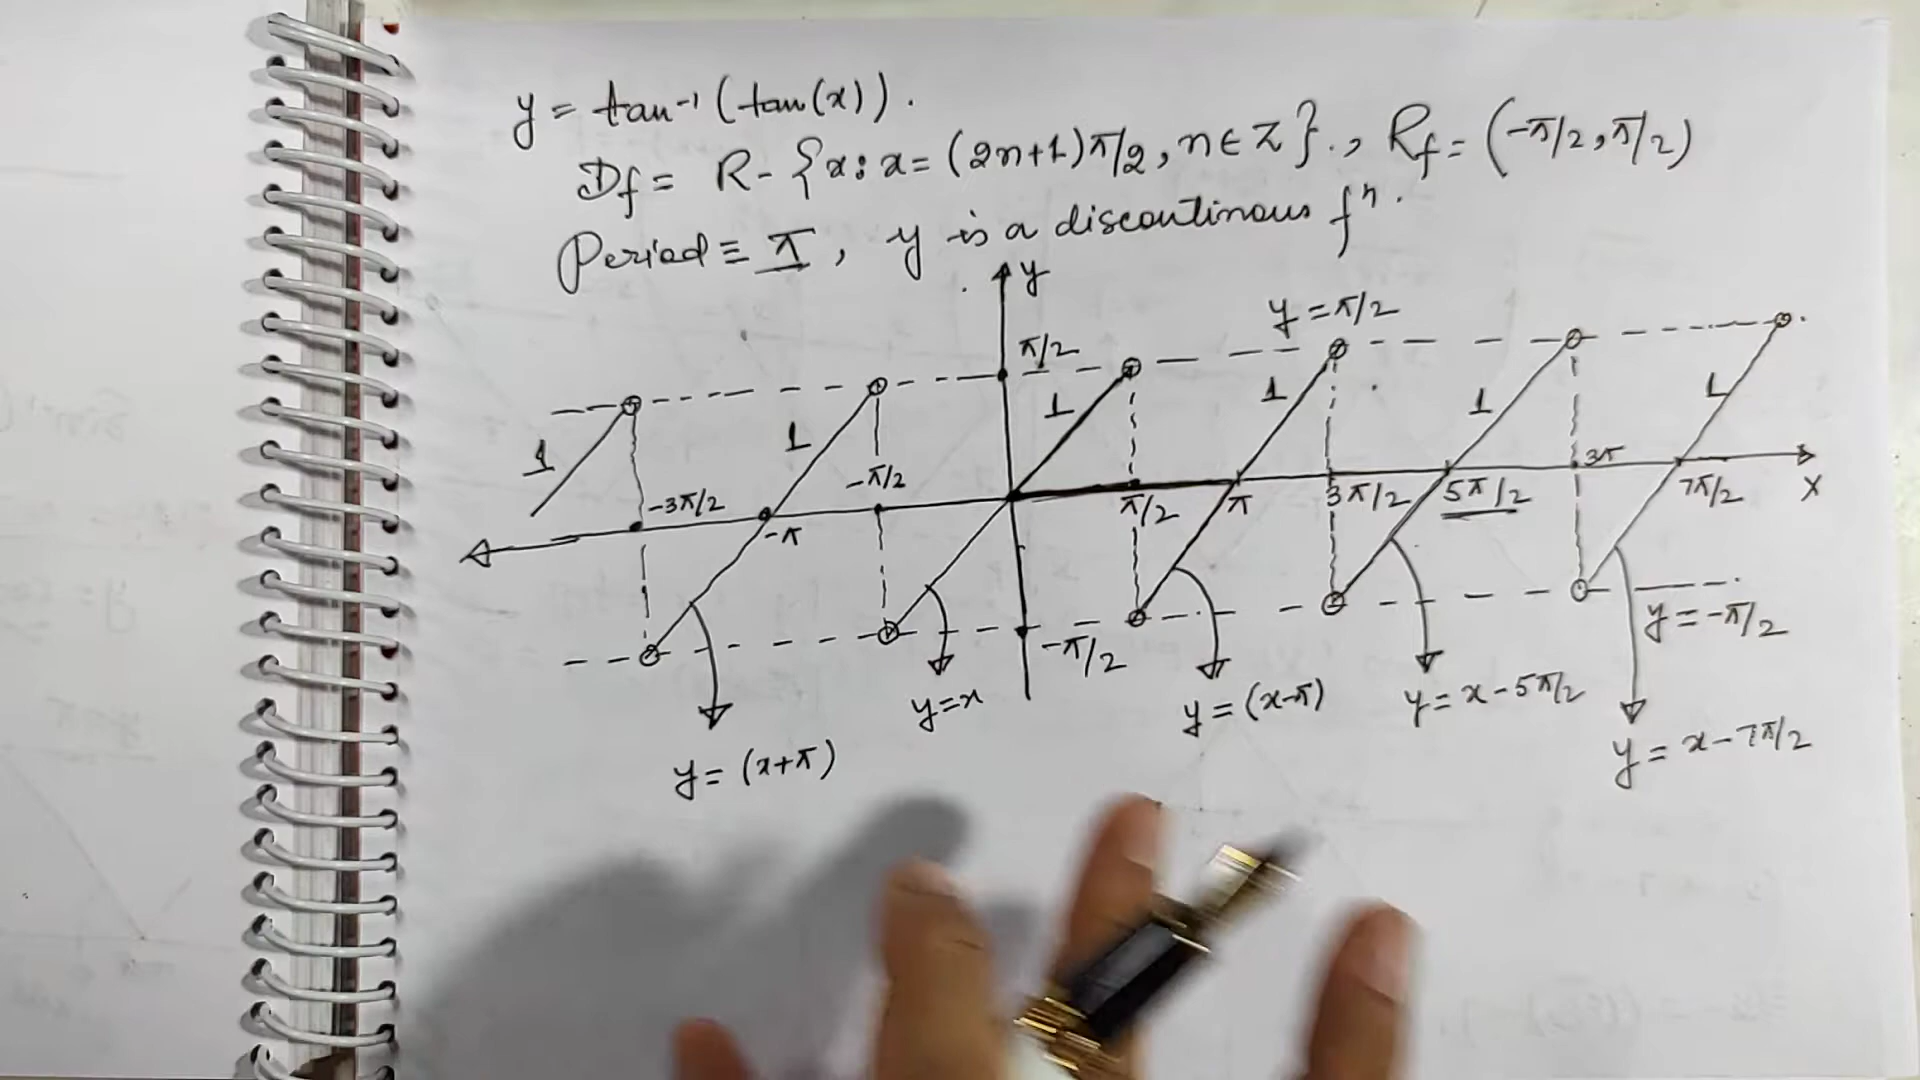 y = tan⁻¹(tan(x)).
Df = R - {x : x = (2n+1)π/2, n ∈ Z}., Rf = (-π/2, π/2)
Period ≡ π, y is a discontinous fⁿ.
y
y = π/2
π/2
1 1 1 1 1 1
-3π/2 -π -π/2 π/2 π 3π/2 5π/2 3π 7π/2 X
-π/2
y = -π/2
y = (x+π)
y=x
y = (x-π)
y = x - 5π/2
y = x - 7π/2